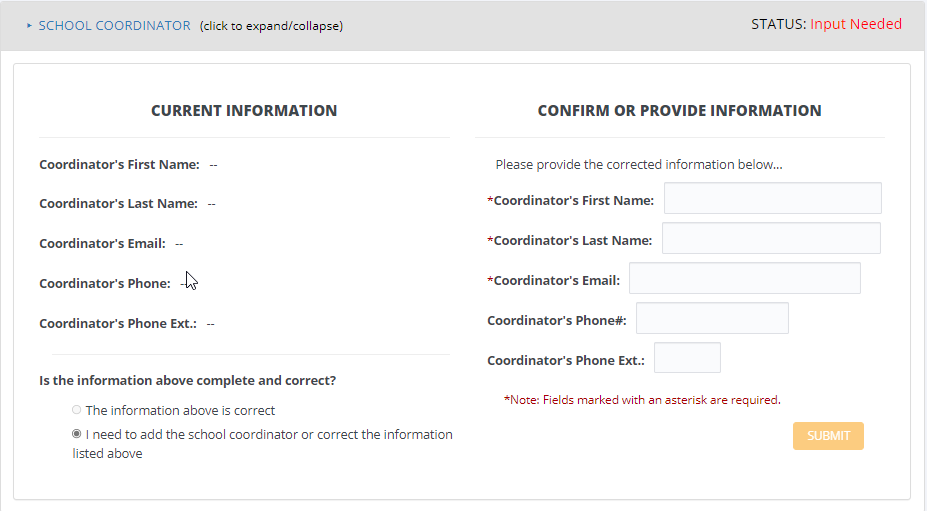 ▸ SCHOOL COORDINATOR (click to expand/collapse) STATUS: Input Needed
CURRENT INFORMATION
Coordinator's First Name: --
Coordinator's Last Name: --
Coordinator's Email: --
Coordinator's Phone: --
Coordinator's Phone Ext.: --
Is the information above complete and correct?
The information above is correct
I need to add the school coordinator or correct the information
listed above
CONFIRM OR PROVIDE INFORMATION
Please provide the corrected information below...
*Coordinator's First Name:
*Coordinator's Last Name:
*Coordinator's Email:
Coordinator's Phone#:
Coordinator's Phone Ext.:
*Note: Fields marked with an asterisk are required.
SUBMIT